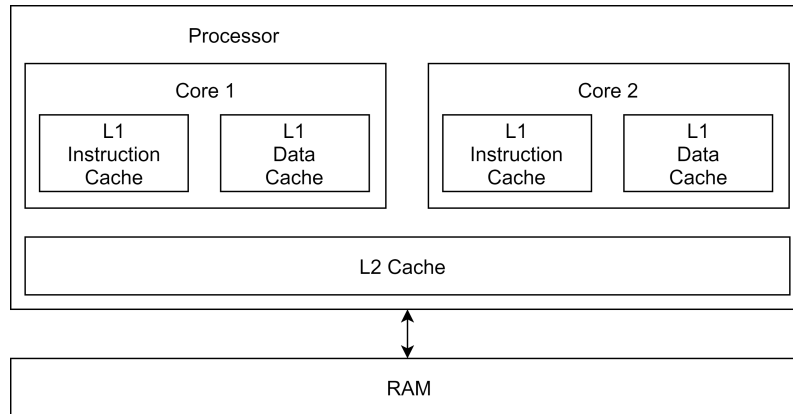 Processor
Core 1
Core 2
L1
Instruction
Cache
L1
Data
Cache
L1
Instruction
Cache
L1
Data
Cache
L2 Cache
RAM